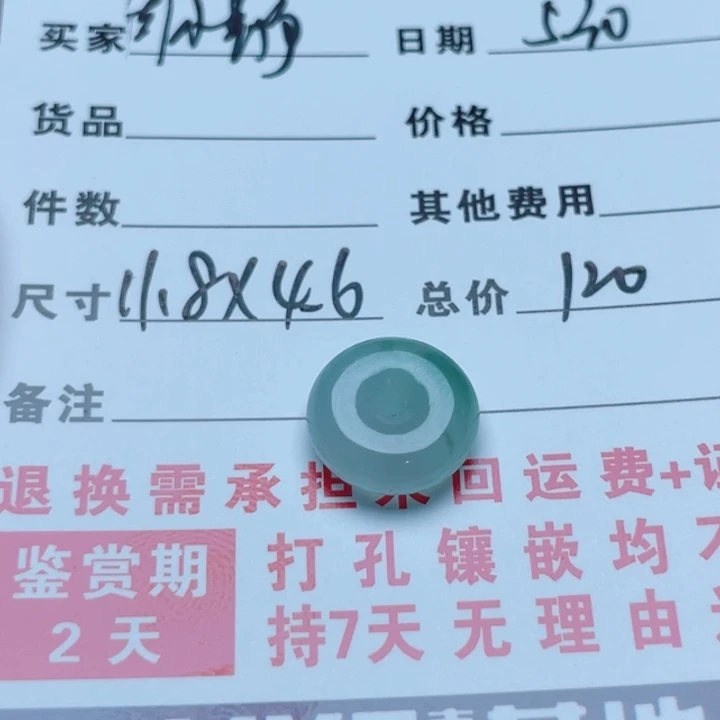 买家 日期 530
货品 价格
件数 其他费用
尺寸 11.8X4.6 总价 120
备注
退换需承担来回运费+
鉴赏期 打孔镶嵌均不
2天 持7天无理由